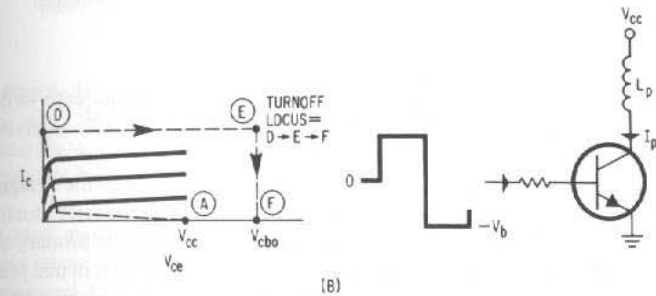 D
E
TURNOFF
LOCUS=
D→E→F
I_c
A
F
V_cc
V_cbo
V_ce
0
–V_b
V_cc
L_p
I_p
(B)